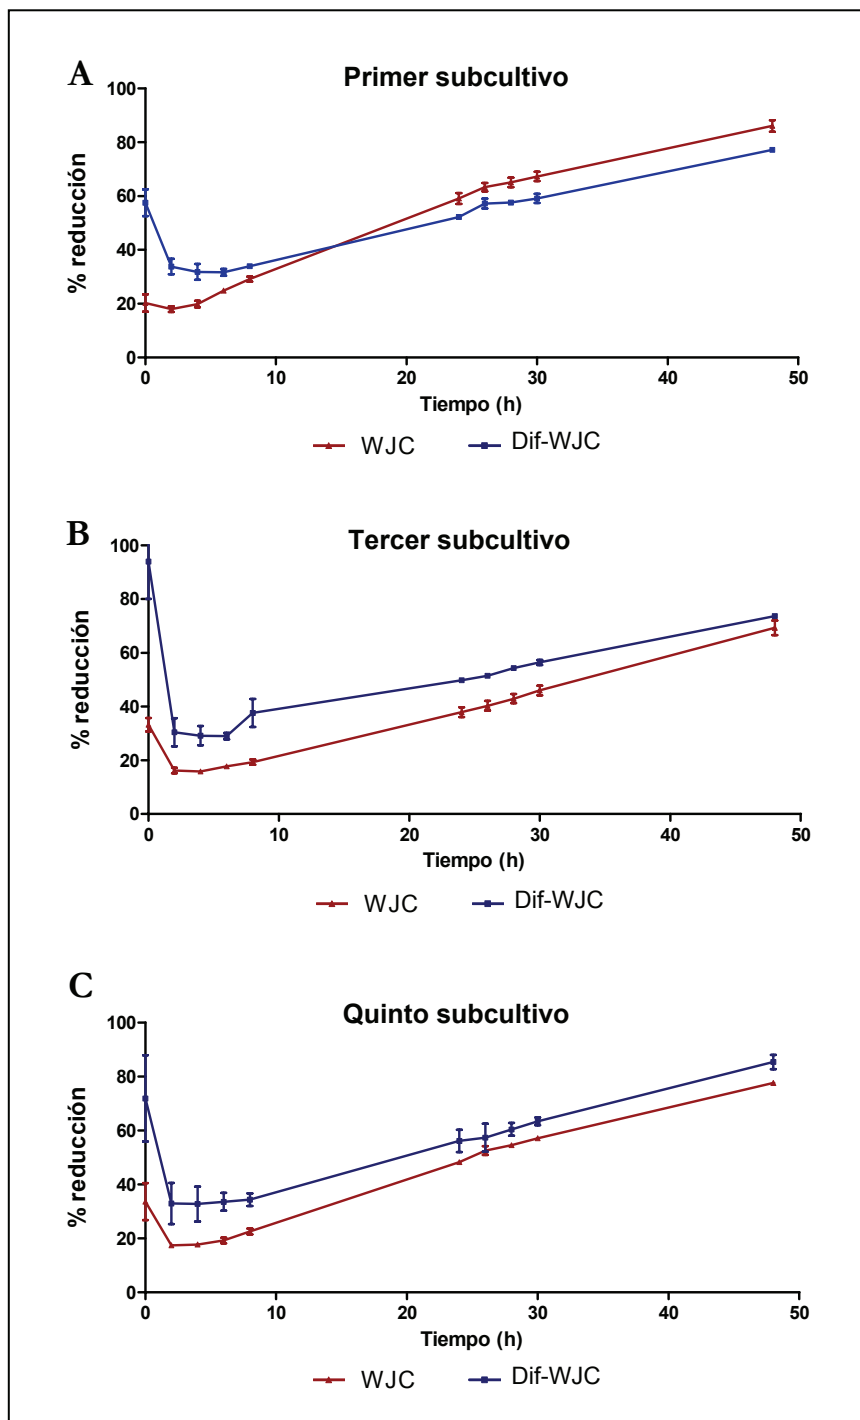 A
Primer subcultivo
100
80
60
40
20
0
% reducción
0 10 20 30 40 50
Tiempo (h)
WJC Dif-WJC
B
Tercer subcultivo
100
80
60
40
20
0
% reducción
0 10 20 30 40 50
Tiempo (h)
WJC Dif-WJC
C
Quinto subcultivo
100
80
60
40
20
0
% reducción
0 10 20 30 40 50
Tiempo (h)
WJC Dif-WJC